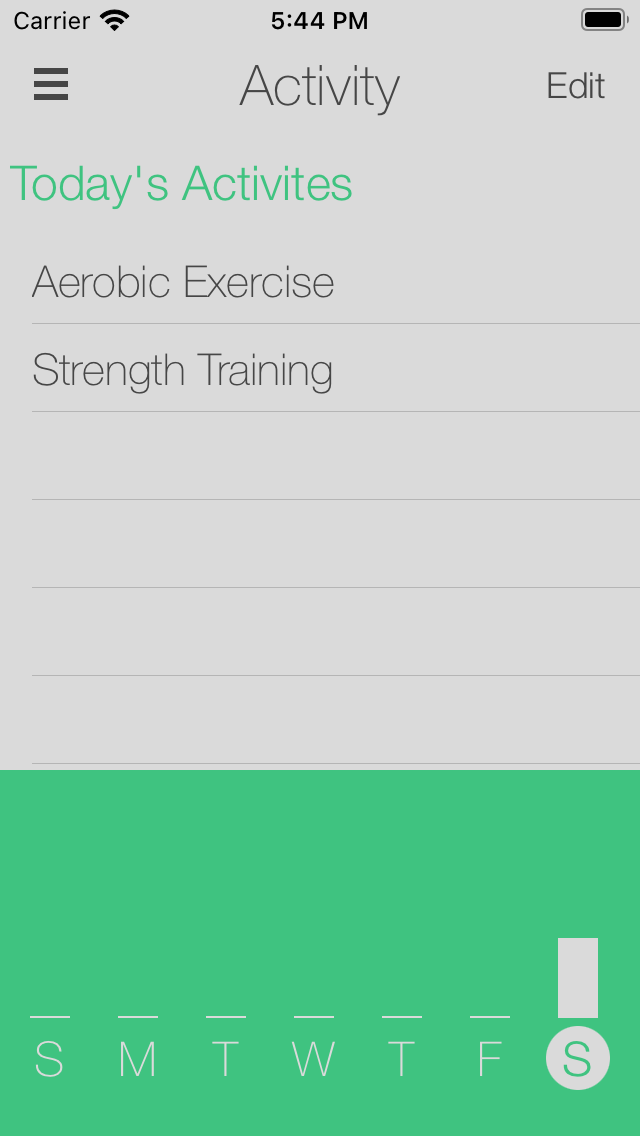 Carrier 5:44 PM
Activity Edit
Today's Activites
Aerobic Exercise
Strength Training
S M T W T F S